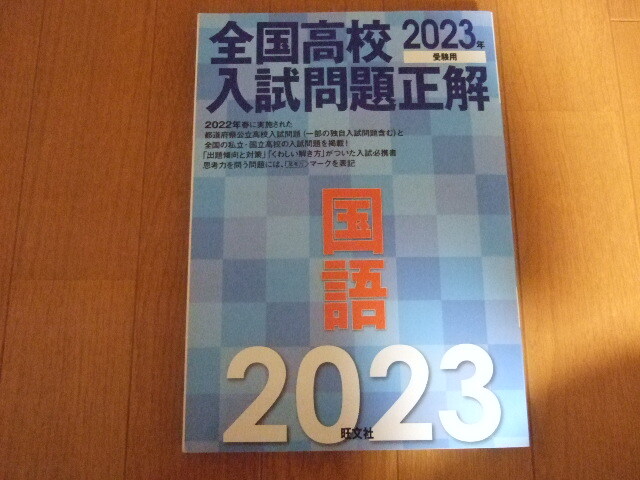 全国高校 2023年
受験用
入試問題正解
2022年春に実施された
都道府県公立高校入試問題(一部の独自入試問題含む)と
全国の私立・国立高校の入試問題を掲載!
「出題傾向と対策」「くわしい解き方」がついた入試必携書
思考力を問う問題には、マークを表記
国語
2023
旺文社